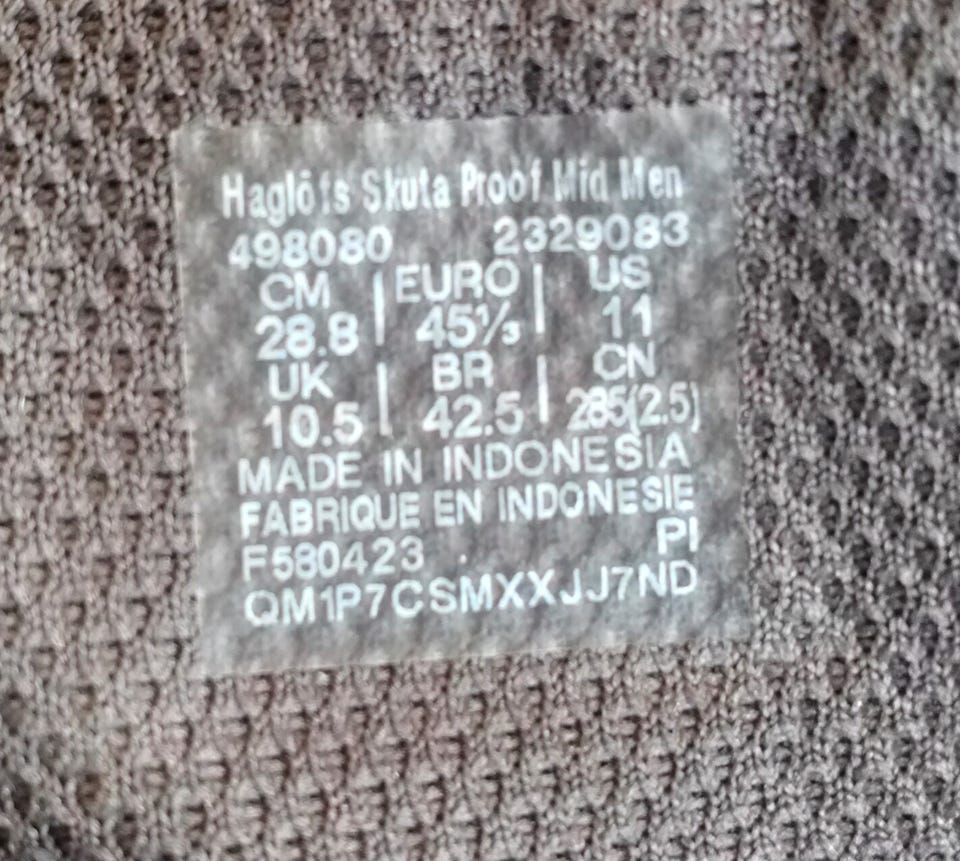 Haglöfs Skuta Proof Mid Men
498080 2329083
CM | EURO | US
28.8 | 45⅓ | 11
UK | BR | CN
10.5 | 42.5 | 285(2.5)
MADE IN INDONESIA
FABRIQUE EN INDONESIE
F580423 PI
QM1P7CSMXXJJ7ND